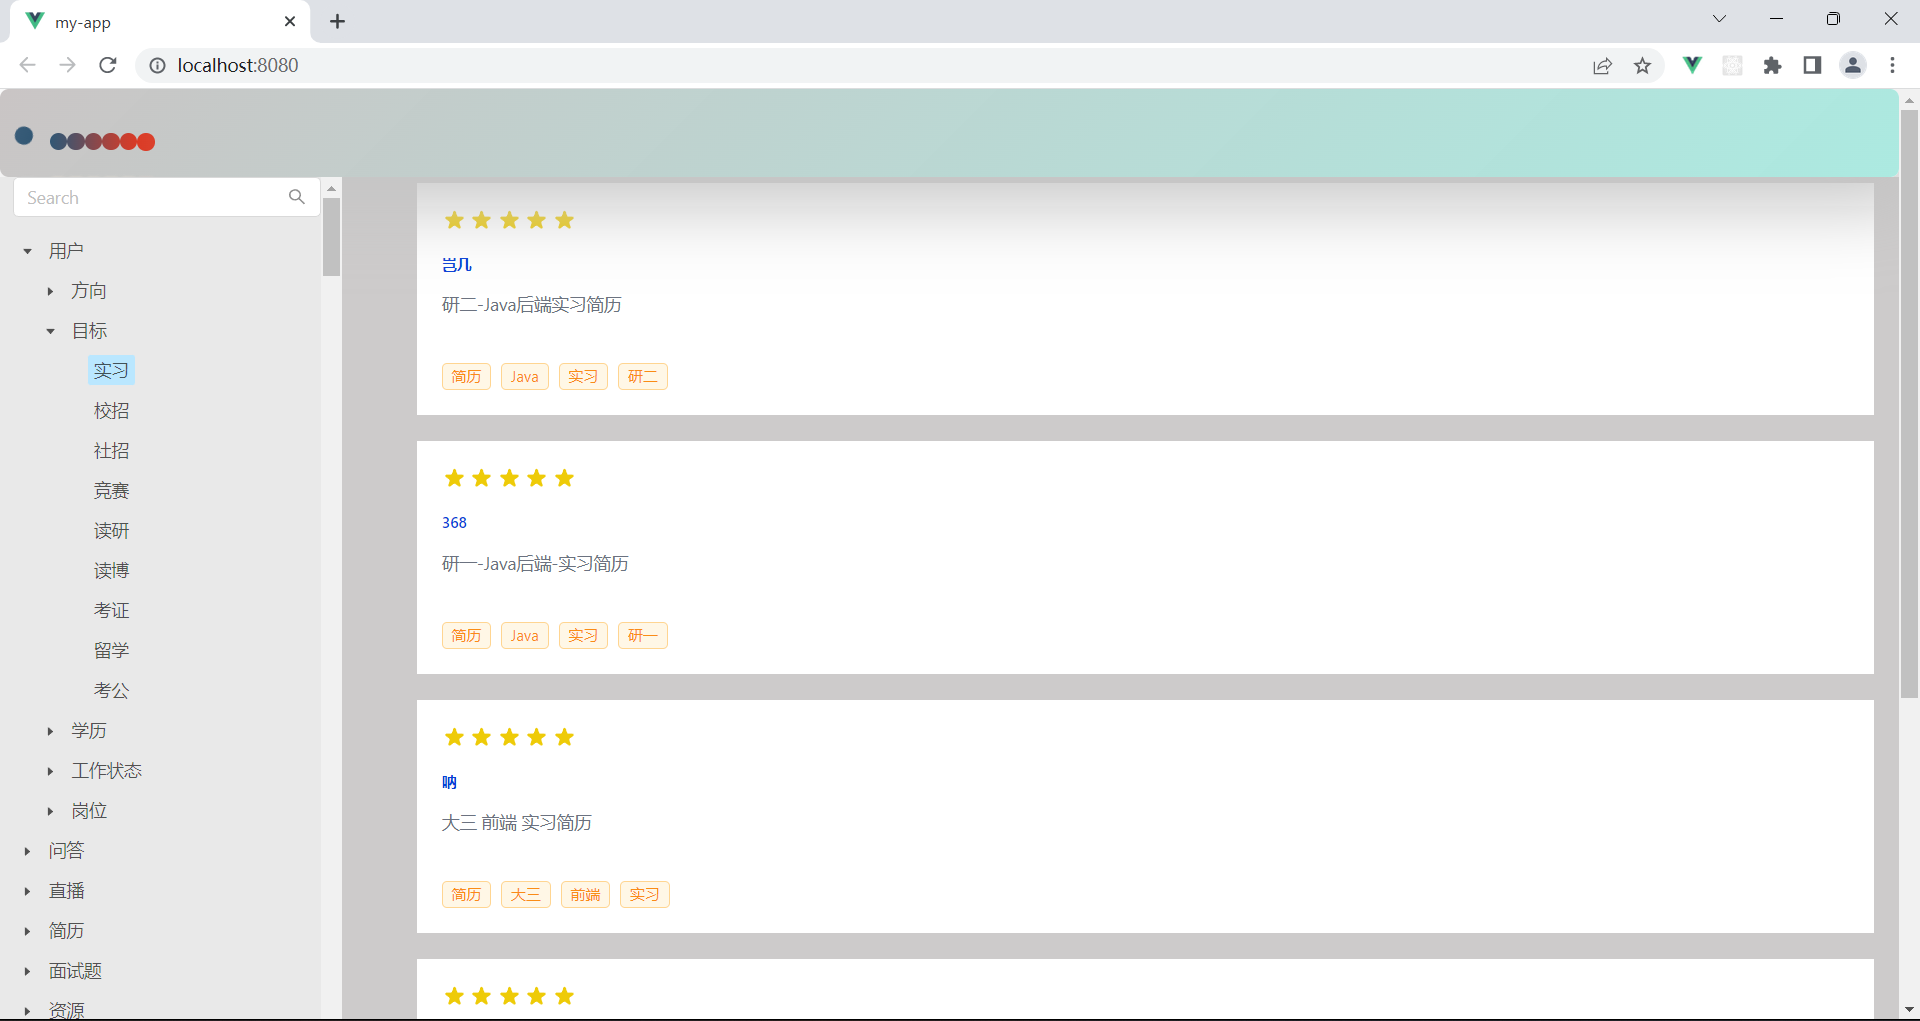 my-app
localhost:8080
Search
用户
方向
目标
实习
校招
社招
竞赛
读研
读博
考证
留学
考公
学历
工作状态
岗位
问答
直播
简历
面试题
资源
岂几
研二-Java后端实习简历
简历 Java 实习 研二
368
研一-Java后端-实习简历
简历 Java 实习 研一
呐
大三 前端 实习简历
简历 大三 前端 实习